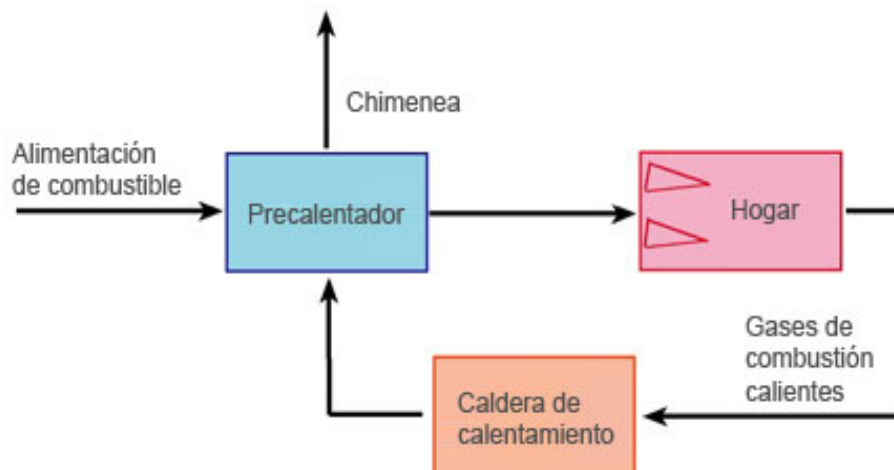 Chimenea
Alimentación
de combustible
Precalentador
Hogar
Gases de
combustión
calientes
Caldera de
calentamiento